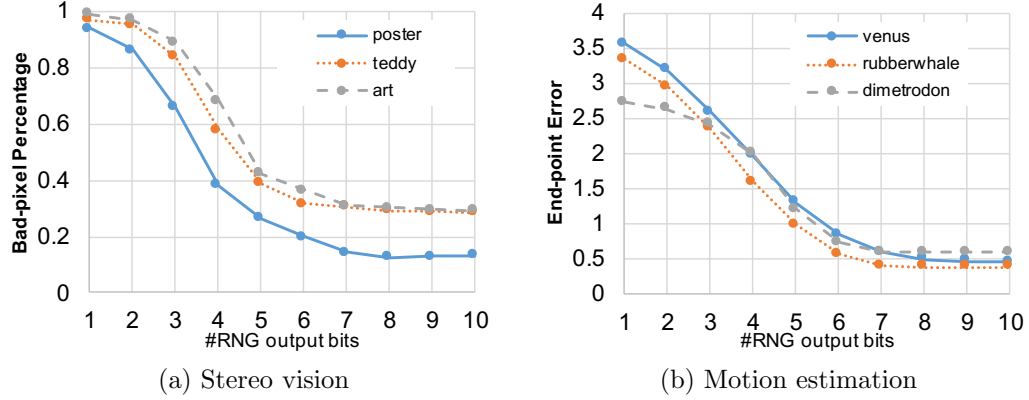 Bad-pixel Percentage
1
0.8
0.6
0.4
0.2
0
poster
teddy
art
1 2 3 4 5 6 7 8 9 10
#RNG output bits
(a) Stereo vision
End-point Error
4
3.5
3
2.5
2
1.5
1
0.5
0
venus
rubberwhale
dimetrodon
1 2 3 4 5 6 7 8 9 10
#RNG output bits
(b) Motion estimation